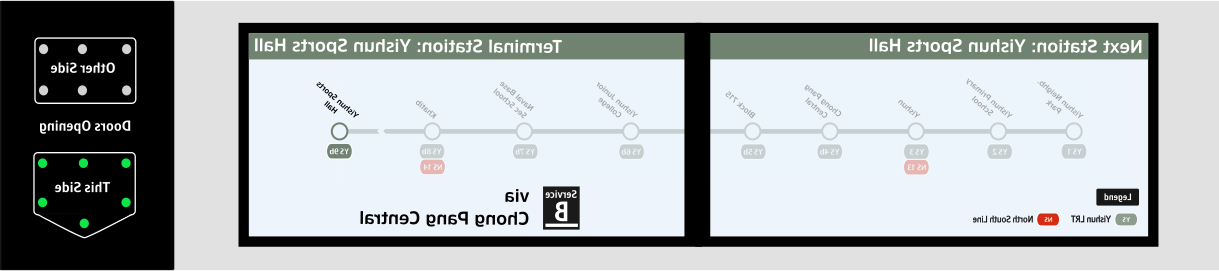 Next Station: Yishun Sports Hall
Yishun Neighb.
Park
Yishun Primary
School
Yishun
Chong Pang
Central
Block 715
YS 1
YS 2
YS 3
NS 13
YS 4b
YS 5b
Legend
YS
Yishun LRT
NS
North South Line
Terminal Station: Yishun Sports Hall
Yishun Junior
College
Naval Base
Sec School
Khatib
Yishun Sports
Hall
YS 6b
YS 7b
YS 8b
NS 14
YS 9b
Service
B
via
Chong Pang Central
Other Side
Doors Opening
This Side